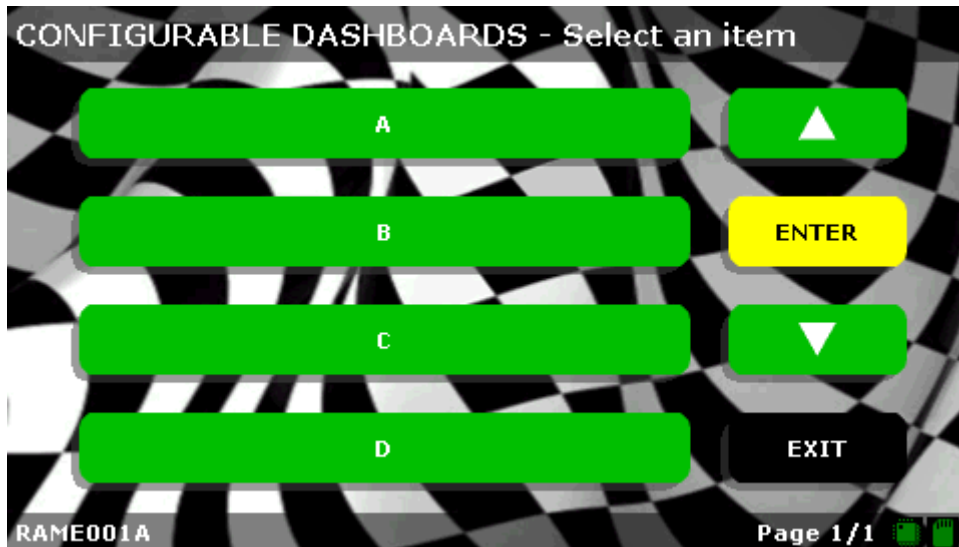 CONFIGURABLE DASHBOARDS - Select an item
A
B
ENTER
C
D
EXIT
RAME001A
Page 1/1